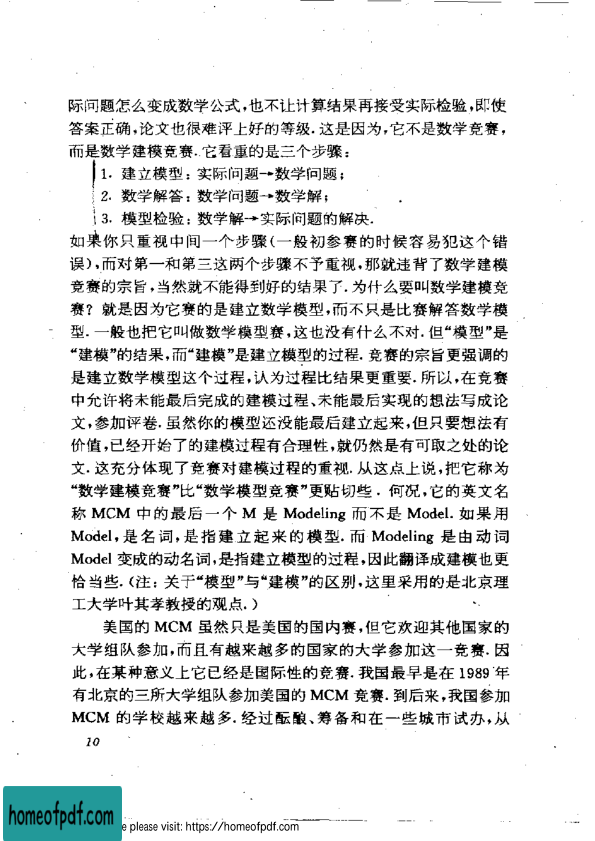 际问题怎么变成数学公式,也不让计算结果再接受实际检验,即使
答案正确,论文也很难评上好的等级.这是因为,它不是数学竞赛,
而是数学建模竞赛.它看重的是三个步骤:
1. 建立模型:实际问题→数学问题;
2. 数学解答:数学问题→数学解;
3. 模型检验:数学解→实际问题的解决.
如果你只重视中间一个步骤(一般初参赛的时候容易犯这个错
误),而对第一和第三这两个步骤不予重视,那就违背了数学建模
竞赛的宗旨,当然就不能得到好的结果了.为什么要叫数学建模竞
赛? 就是因为它赛的是建立数学模型,而不只是比赛解答数学模
型.一般也把它叫做数学模型赛,这也没有什么不对.但“模型”是
“建模”的结果,而“建模”是建立模型的过程.竞赛的宗旨更强调的
是建立数学模型这个过程,认为过程比结果更重要.所以,在竞赛
中允许将未能最后完成的建模过程、未能最后实现的想法写成论
文,参加评卷.虽然你的模型还没能最后建立起来,但只要想法有
价值,已经开始了的建模过程有合理性,就仍然是有可取之处的论
文.这充分体现了竞赛对建模过程的重视.从这点上说,把它称为
“数学建模竞赛”比“数学模型竞赛”更贴切些.何况,它的英文名
称 MCM 中的最后一个 M 是 Modeling 而不是 Model.如果用
Model,是名词,是指建立起来的模型.而 Modeling 是由动词
Model 变成的动名词,是指建立模型的过程,因此翻译成建模也更
恰当些.(注:关于“模型”与“建模”的区别,这里采用的是北京理
工大学叶其孝教授的观点.)
美国的 MCM 虽然只是美国的国内赛,但它欢迎其他国家的
大学组队参加,而且有越来越多的国家的大学参加这一竞赛.因
此,在某种意义上它已经是国际性的竞赛.我国最早是在 1989 年
有北京的三所大学组队参加美国的 MCM 竞赛.到后来,我国参加
MCM 的学校越来越多.经过酝酿、筹备和在一些城市试办,从
10
homeofpdf.com
e please visit: https://homeofpdf.com